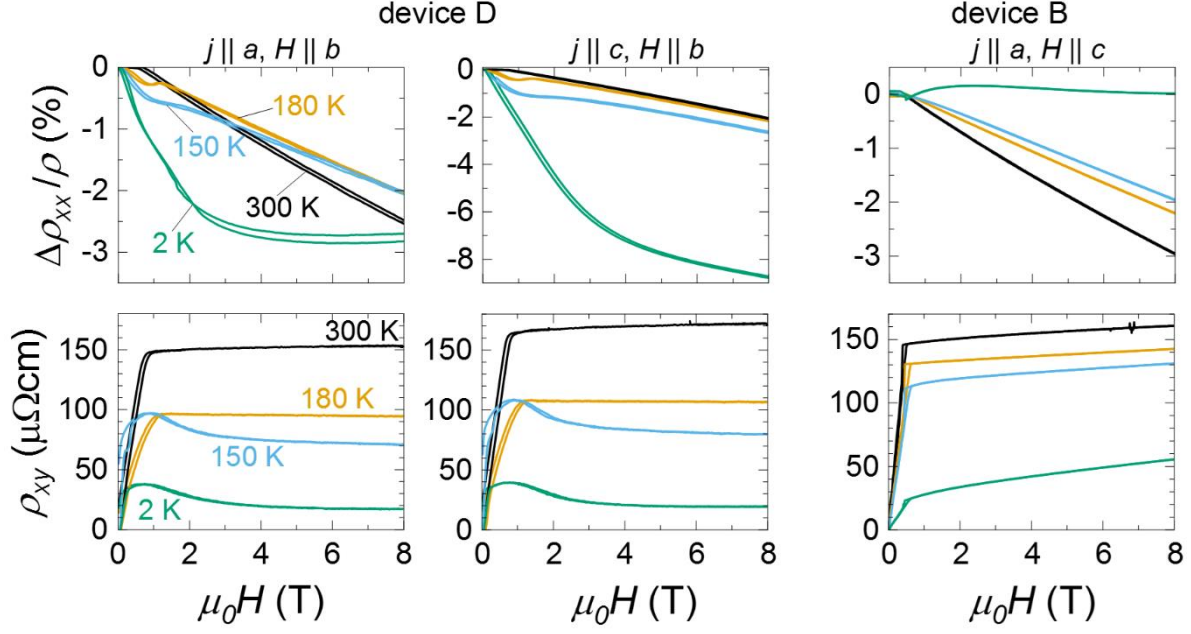 device D
device B
j || a, H || b
j || c, H || b
j || a, H || c
Δρxx/ρ (%)
0
-1
-2
-3
180 K
150 K
300 K
2 K
0
-2
-4
-6
-8
0
-1
-2
-3
ρxy (μΩcm)
150
100
50
0
300 K
180 K
150 K
2 K
150
100
50
0
150
100
50
0
0 2 4 6 8
0 2 4 6 8
0 2 4 6 8
μ0H (T)
μ0H (T)
μ0H (T)